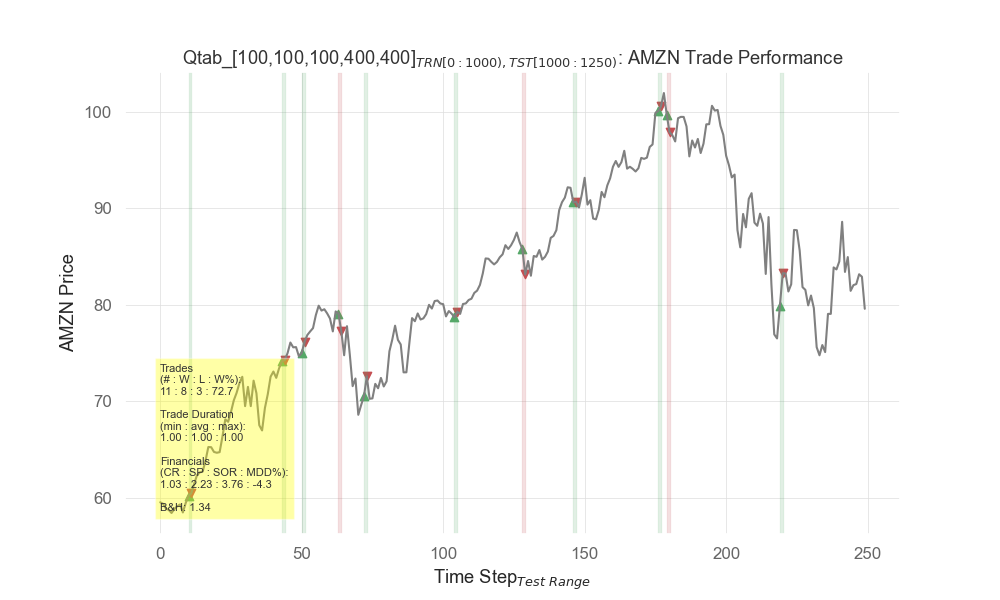 Qtab_[100,100,100,400,400]TRN[0 : 1000), TST[1000 : 1250): AMZN Trade Performance
100
90
80
70
60
AMZN Price
Trades
(# : W : L : W%):
11 : 8 : 3 : 72.7
Trade Duration
(min : avg : max):
1.00 : 1.00 : 1.00
Financials
(CR : SP : SOR : MDD%):
1.03 : 2.23 : 3.76 : -4.3
B&H: 1.34
0 50 100 150 200 250
Time StepTest Range